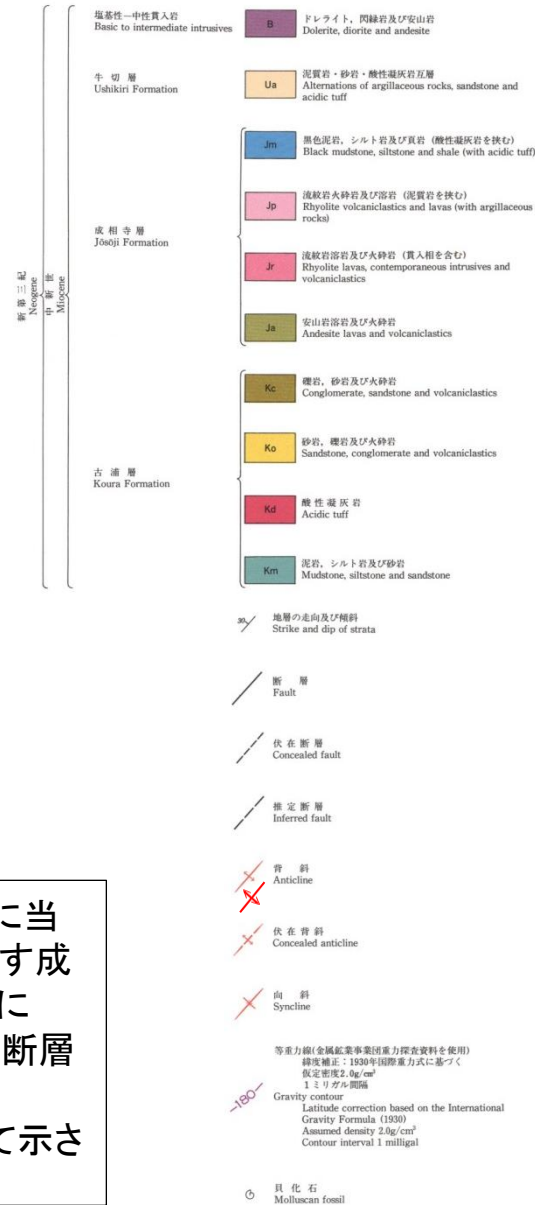 塩基性－中性貫入岩
Basic to intermediate intrusives
B
ドレライト，閃緑岩及び安山岩
Dolerite, diorite and andesite
牛切層
Ushikiri Formation
Ua
泥質岩・砂岩・酸性凝灰岩互層
Alternations of argillaceous rocks, sandstone and
acidic tuff
新第三紀
Neogene
中新世
Miocene
成相寺層
Jōsōji Formation
Jm
黒色泥岩，シルト岩及び頁岩（酸性凝灰岩を挟む）
Black mudstone, siltstone and shale (with acidic tuff)
Jp
流紋岩火砕岩及び溶岩（泥質岩を挟む）
Rhyolite volcaniclastics and lavas (with argillaceous
rocks)
Jr
流紋岩溶岩及び火砕岩（貫入相を含む）
Rhyolite lavas, contemporaneous intrusives and
volcaniclastics
Ja
安山岩溶岩及び火砕岩
Andesite lavas and volcaniclastics
古浦層
Koura Formation
Kc
礫岩，砂岩及び火砕岩
Conglomerate, sandstone and volcaniclastics
Ko
砂岩，礫岩及び火砕岩
Sandstone, conglomerate and volcaniclastics
Kd
酸性凝灰岩
Acidic tuff
Km
泥岩，シルト岩及び砂岩
Mudstone, siltstone and sandstone
30
地層の走向及び傾斜
Strike and dip of strata
断層
Fault
伏在断層
Concealed fault
推定断層
Inferred fault
背斜
Anticline
伏在背斜
Concealed anticline
向斜
Syncline
等重力線(金属鉱業事業団重力探査資料を使用)
緯度補正：1930年国際重力式に基づく
仮定密度2.0g/cm³
1ミリガル間隔
-180-
Gravity contour
Latitude correction based on the International
Gravity Formula (1930)
Assumed density 2.0g/cm³
Contour interval 1 milligal
貝化石
Molluscan fossil
に当
す成
に
断層
て示さ